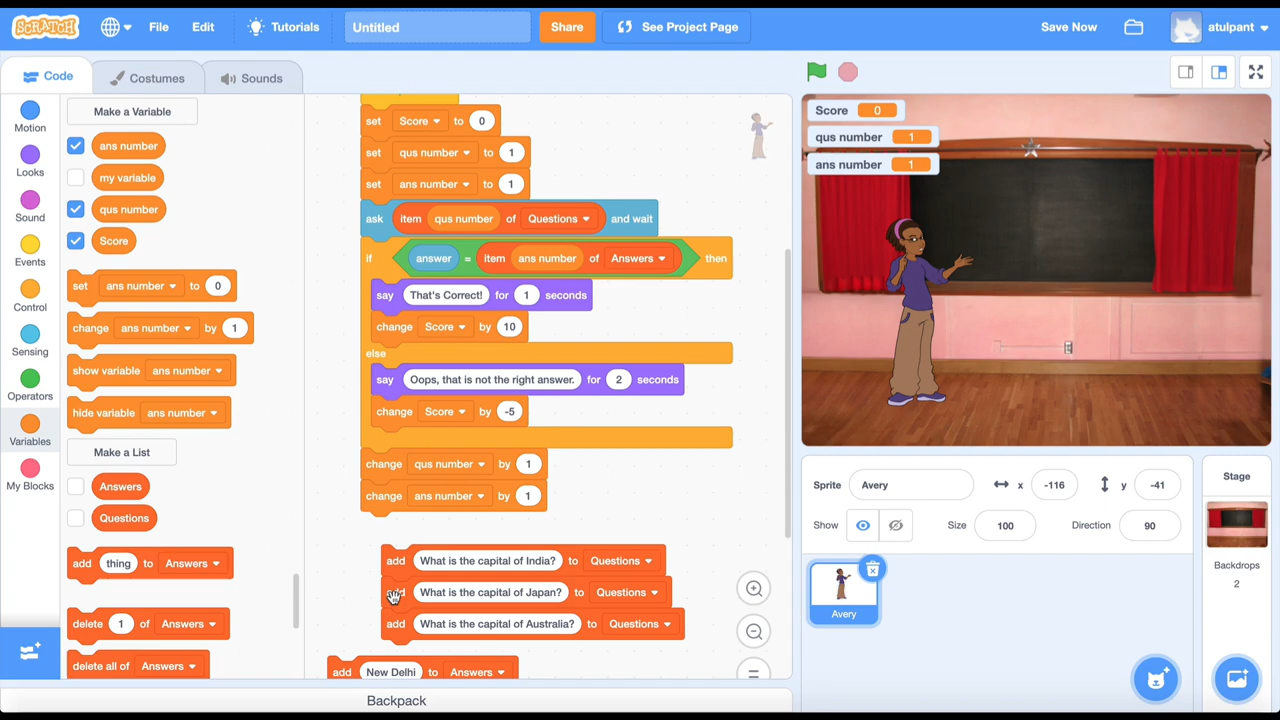 SCRATCH File Edit Tutorials Untitled Share See Project Page Save Now atulpant
Code Costumes Sounds
Motion
Looks
Sound
Events
Control
Sensing
Operators
Variables
My Blocks
Make a Variable
ans number
my variable
qus number
Score
set ans number to 0
change ans number by 1
show variable ans number
hide variable ans number
Make a List
Answers
Questions
add thing to Answers
delete 1 of Answers
delete all of Answers
set Score to 0
set qus number to 1
set ans number to 1
ask item qus number of Questions and wait
if answer = item ans number of Answers then
say That's Correct! for 1 seconds
change Score by 10
else
say Oops, that is not the right answer. for 2 seconds
change Score by -5
change qus number by 1
change ans number by 1
add What is the capital of India? to Questions
What is the capital of Japan? to Questions
add What is the capital of Australia? to Questions
add New Delhi to Answers
Backpack
Score 0
qus number 1
ans number 1
Sprite Avery x -116 y -41
Show Size 100 Direction 90
Avery
Stage
Backdrops
2